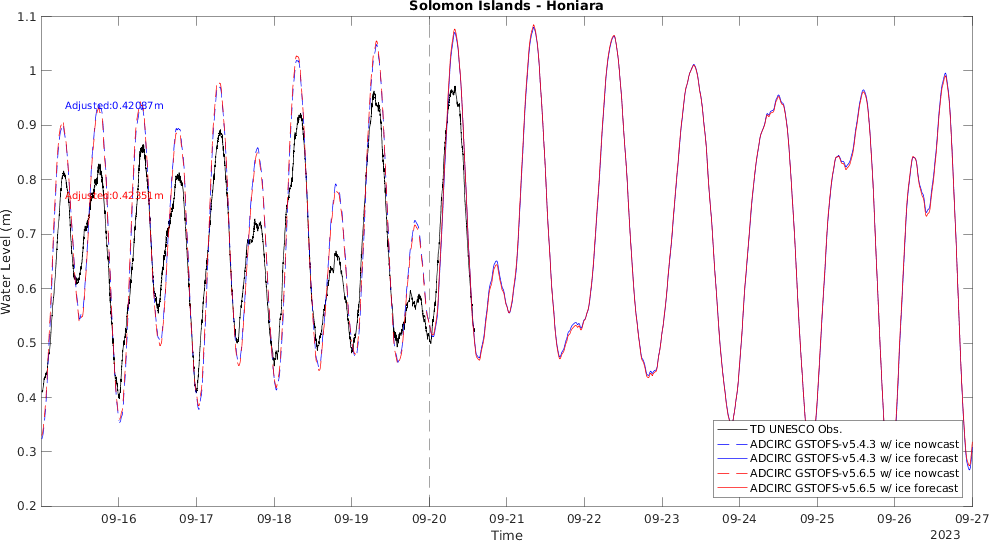 Solomon Islands - Honiara
Water Level (m)
1.1
1
0.9
0.8
0.7
0.6
0.5
0.4
0.3
0.2
Adjusted:0.42087m
Adjusted:0.42351m
TD UNESCO Obs.
ADCIRC GSTOFS-v5.4.3 w/ ice nowcast
ADCIRC GSTOFS-v5.4.3 w/ ice forecast
ADCIRC GSTOFS-v5.6.5 w/ ice nowcast
ADCIRC GSTOFS-v5.6.5 w/ ice forecast
09-16 09-17 09-18 09-19 09-20 09-21 09-22 09-23 09-24 09-25 09-26 09-27
Time
2023